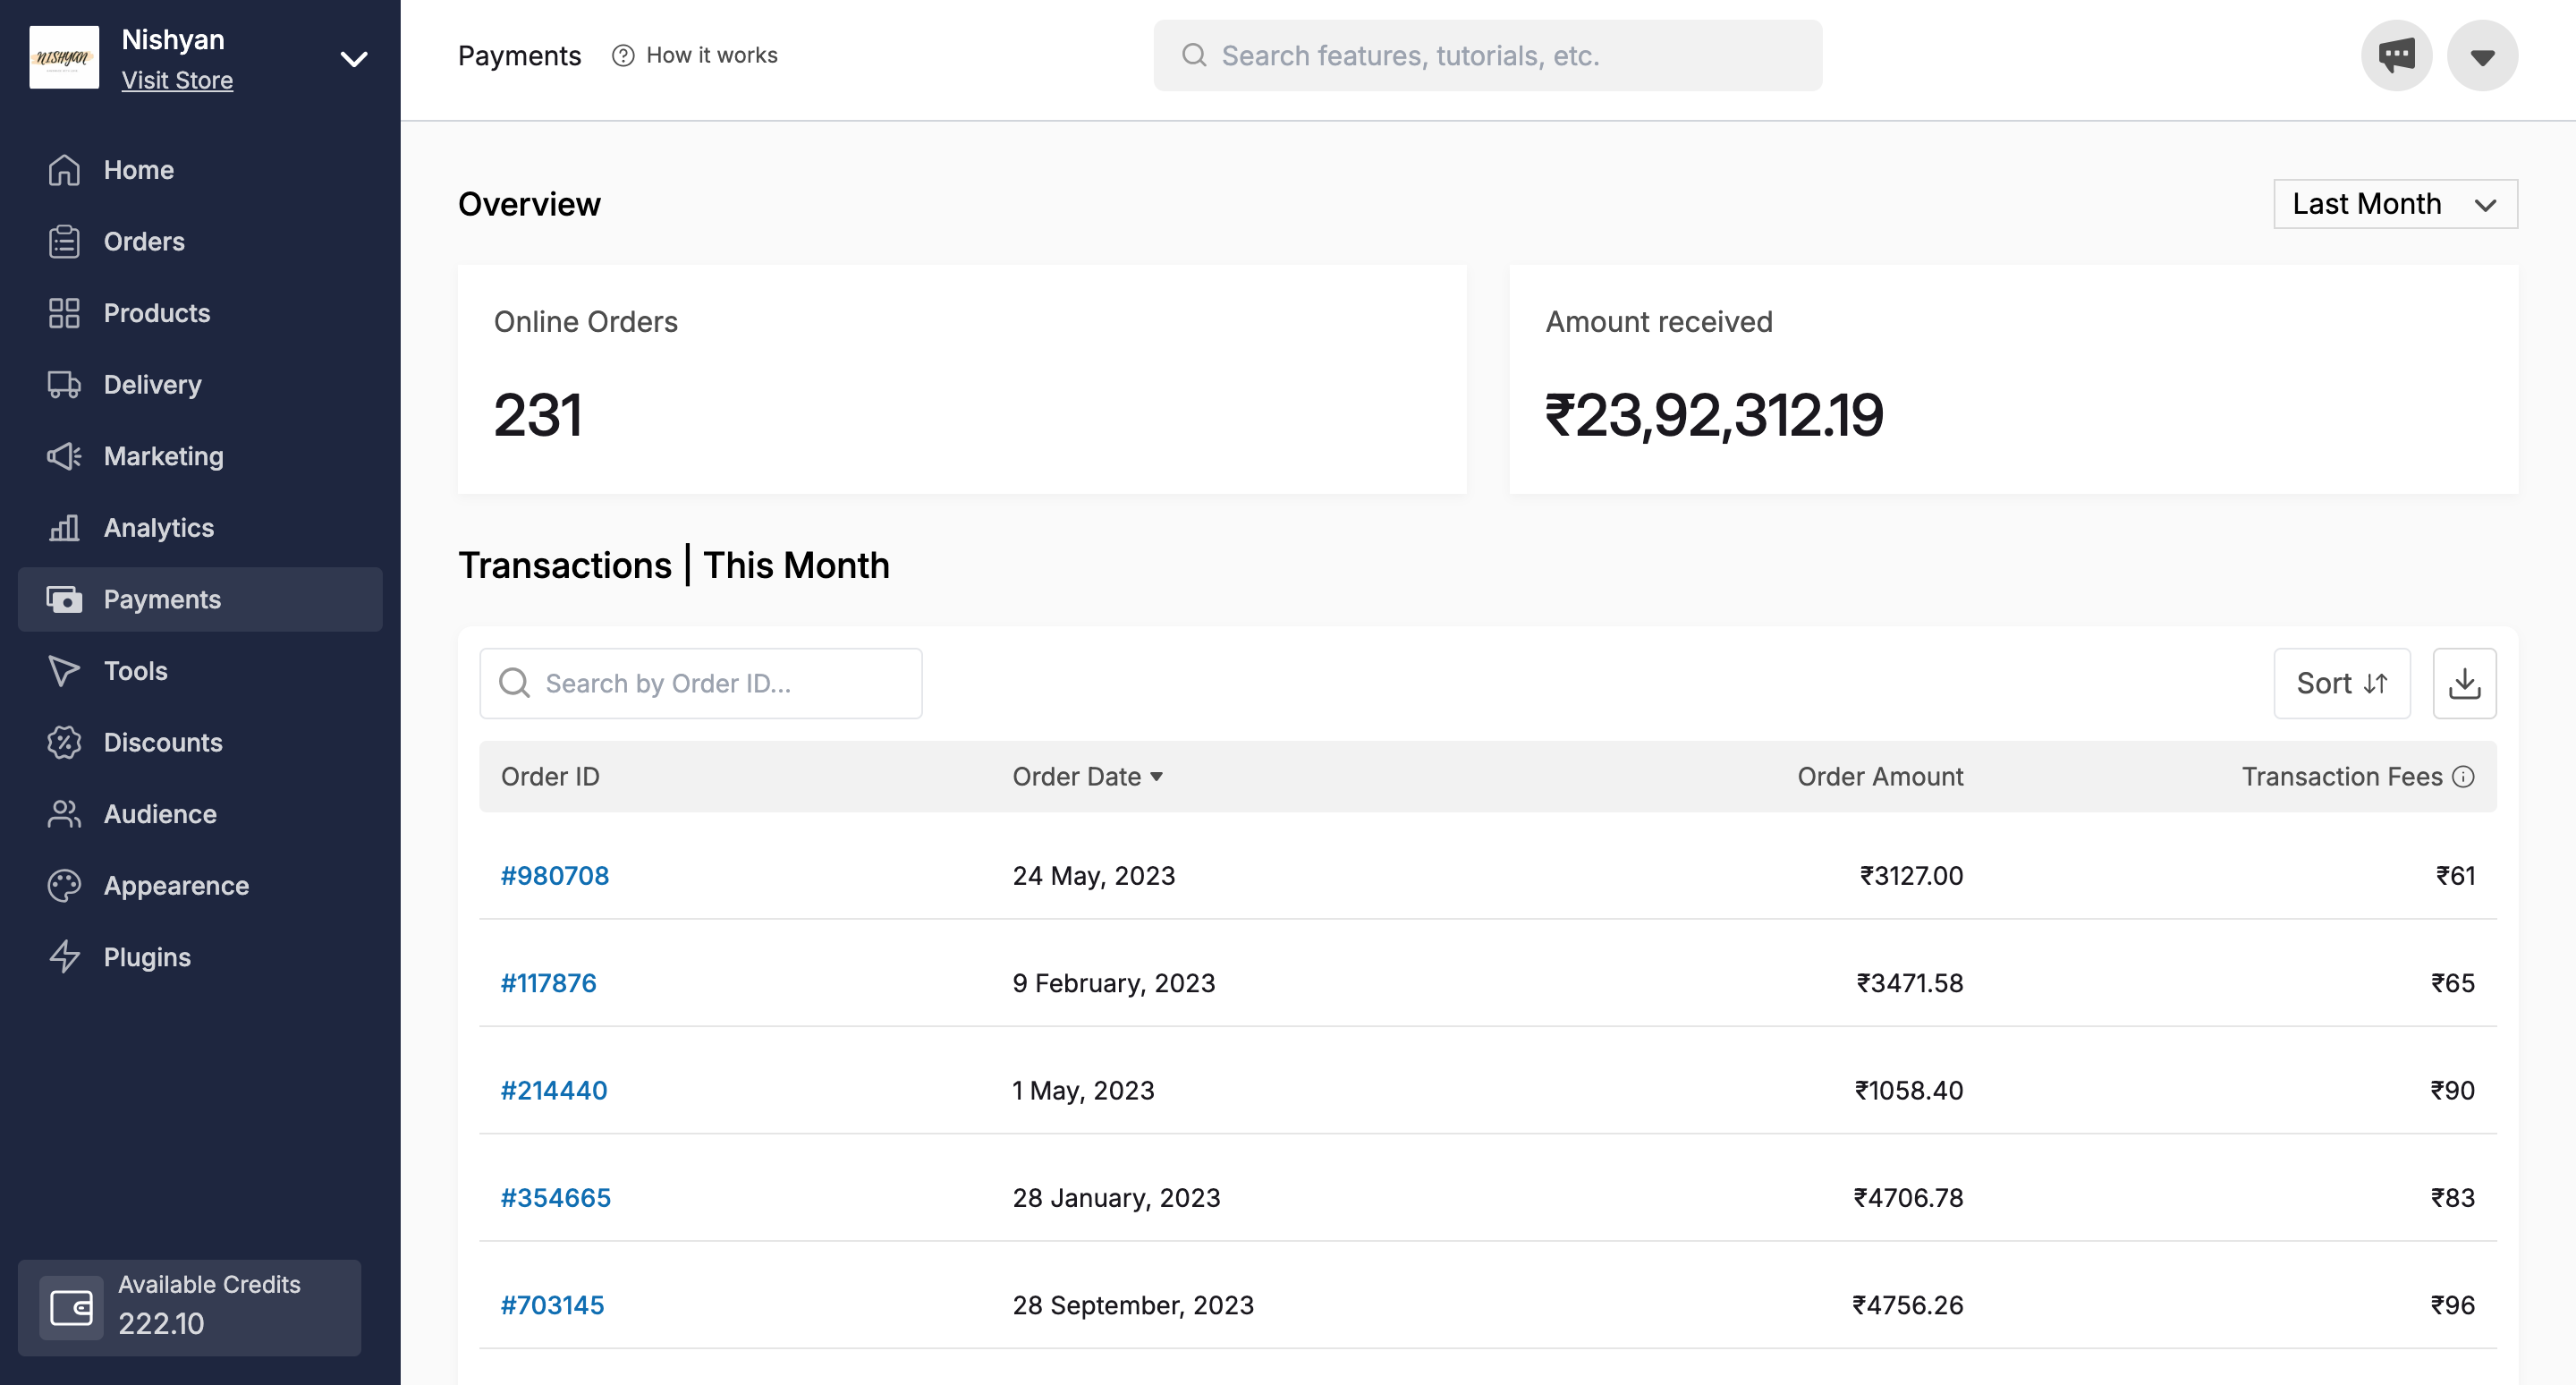 NISHYAN
Nishyan
Visit Store
Home
Orders
Products
Delivery
Marketing
Analytics
Payments
Tools
Discounts
Audience
Appearence
Plugins
Available Credits
222.10
Payments How it works
Search features, tutorials, etc.
Overview
Last Month
Online Orders
231
Amount received
₹23,92,312.19
Transactions | This Month
Search by Order ID...
Sort
Order ID Order Date Order Amount Transaction Fees
#980708 24 May, 2023 ₹3127.00 ₹61
#117876 9 February, 2023 ₹3471.58 ₹65
#214440 1 May, 2023 ₹1058.40 ₹90
#354665 28 January, 2023 ₹4706.78 ₹83
#703145 28 September, 2023 ₹4756.26 ₹96